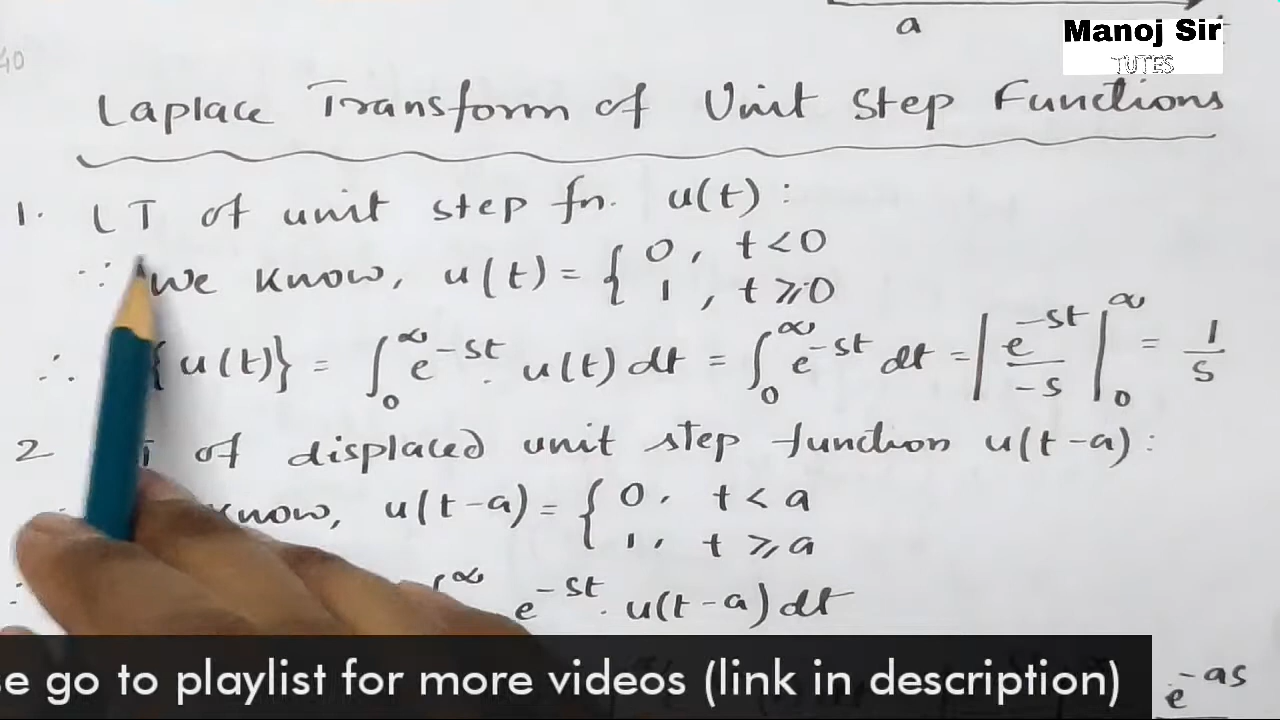 a
Manoj Sir
TUTES
40
Laplace Transform of Unit Step Functions
1. LT of unit step fn. u(t):
∵ We know, u(t) = { 0, t < 0
1, t ⩾ 0
∴ {u(t)} = ∫₀^∞ e^-st . u(t) dt = ∫₀^∞ e^-st dt = | e^-st / -s |₀^∞ = 1/s
2 T of displaced unit step function u(t-a):
know, u(t-a) = { 0, t < a
1, t ⩾ a
∞ e^-st . u(t-a) dt
e go to playlist for more videos (link in description)
e^-as